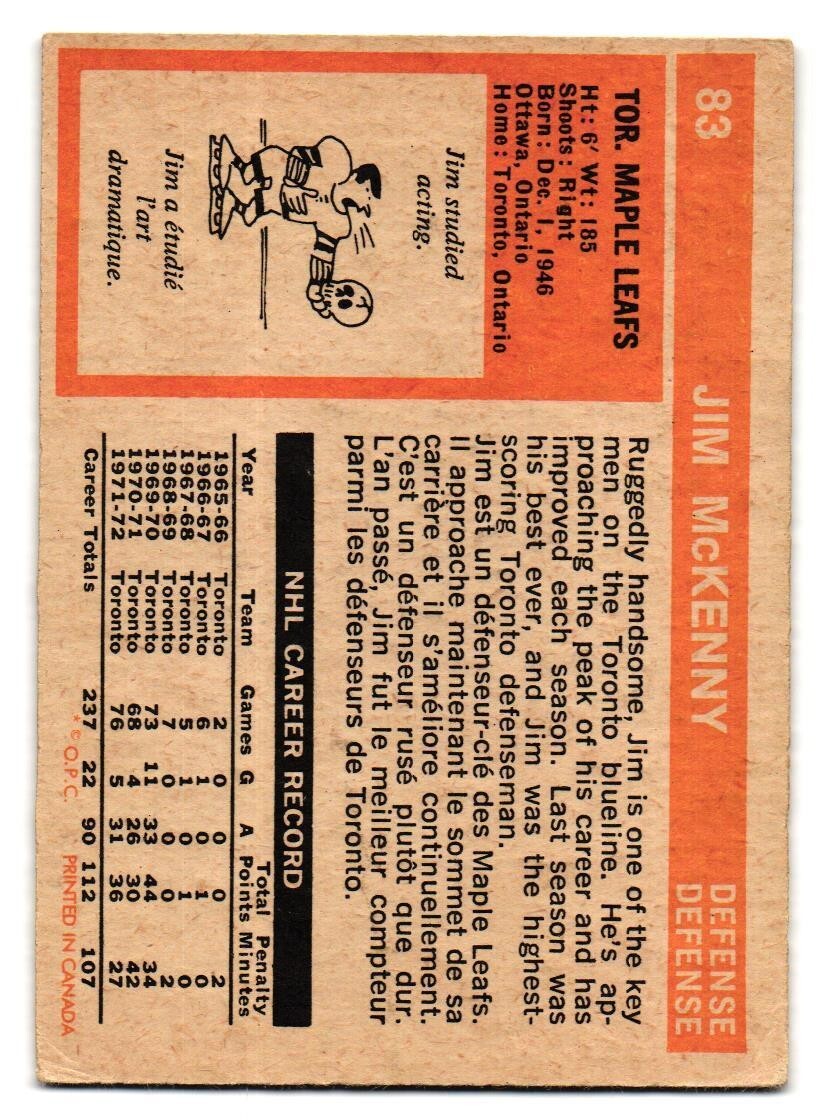 83 JIM McKENNY DEFENSE
DEFENSE
TOR. MAPLE LEAFS
Ht: 6' Wt: 185
Shoots: Right
Born: Dec. 1, 1946
Ottawa, Ontario
Home: Toronto, Ontario
Jim studied
acting.
Jim a étudié
l'art
dramatique.
Ruggedly handsome, Jim is one of the key
men on the Toronto blueline. He's ap-
proaching the peak of his career and has
improved each season. Last season was
his best ever, and Jim was the highest-
scoring Toronto defenseman.
Jim est un défenseur-clé des Maple Leafs.
Il approche maintenant le sommet de sa
carrière et il s'améliore continuellement.
C'est un défenseur rusé plutôt que dur.
L'an passé, Jim fut le meilleur compteur
parmi les défenseurs de Toronto.
NHL CAREER RECORD
Total Penalty
Year Team Games G A Points Minutes
1965-66 Toronto 2 0 0 0 2
1966-67 Toronto 6 1 0 1 0
1967-68 Toronto 5 1 0 1 0
1968-69 Toronto 7 0 0 0 2
1969-70 Toronto 73 11 33 44 34
1970-71 Toronto 68 4 26 30 42
1971-72 Toronto 76 5 31 36 27
Career Totals 237 22 90 112 107
* © O.P.C. PRINTED IN CANADA